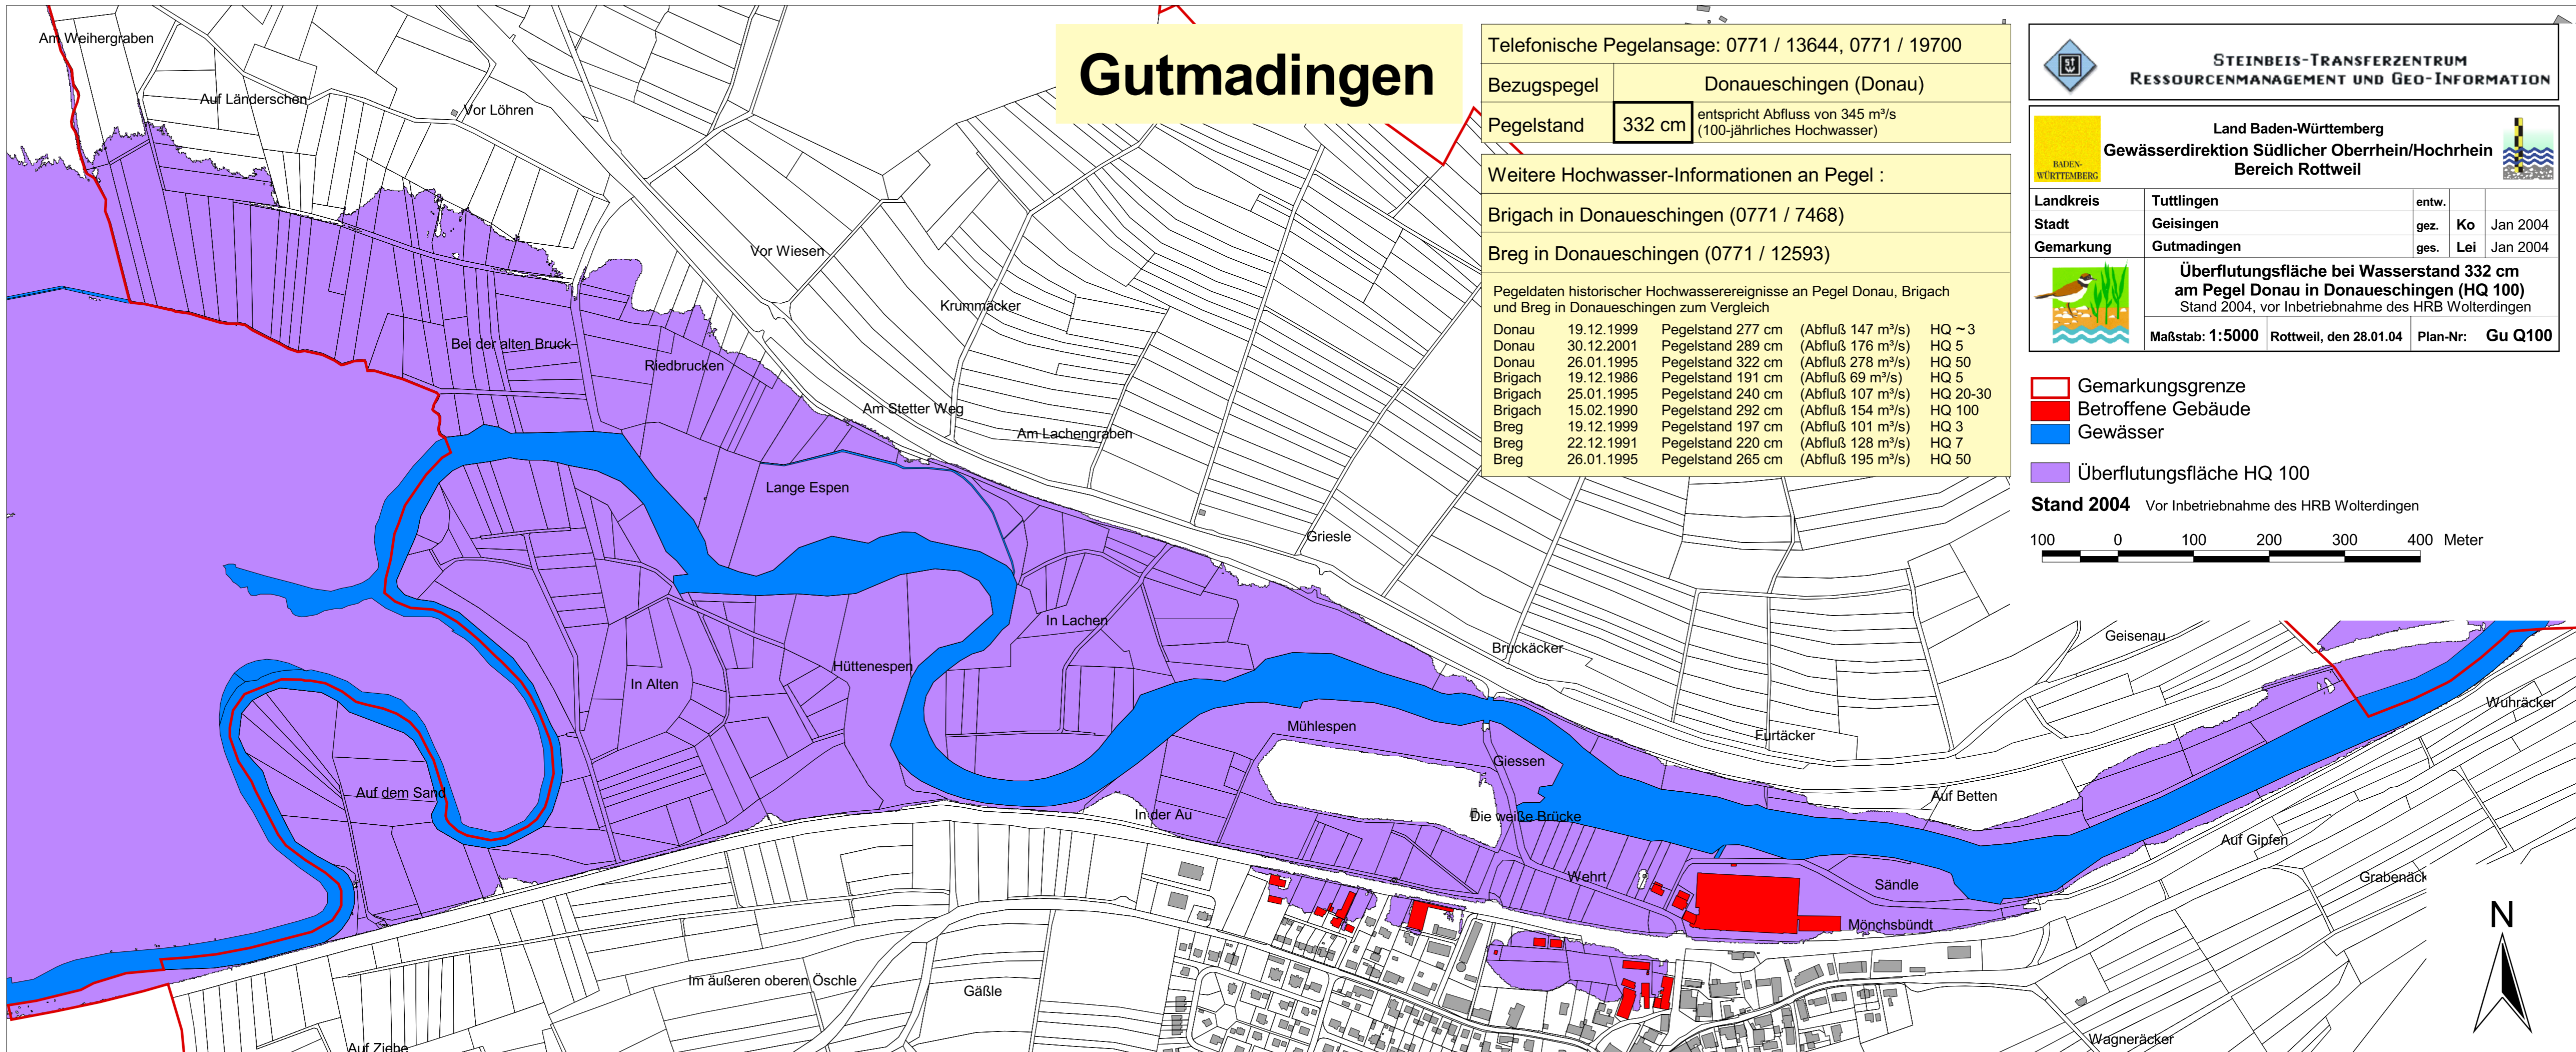 Gutmadingen
Telefonische Pegelansage: 0771 / 13644, 0771 / 19700
Bezugspegel Donaueschingen (Donau)
Pegelstand 332 cm entspricht Abfluss von 345 m³/s
(100-jährliches Hochwasser)
Weitere Hochwasser-Informationen an Pegel :
Brigach in Donaueschingen (0771 / 7468)
Breg in Donaueschingen (0771 / 12593)
Pegeldaten historischer Hochwasserereignisse an Pegel Donau, Brigach
und Breg in Donaueschingen zum Vergleich
Donau 19.12.1999 Pegelstand 277 cm (Abfluß 147 m³/s) HQ ~ 3
Donau 30.12.2001 Pegelstand 289 cm (Abfluß 176 m³/s) HQ 5
Donau 26.01.1995 Pegelstand 322 cm (Abfluß 278 m³/s) HQ 50
Brigach 19.12.1986 Pegelstand 191 cm (Abfluß 69 m³/s) HQ 5
Brigach 25.01.1995 Pegelstand 240 cm (Abfluß 107 m³/s) HQ 20-30
Brigach 15.02.1990 Pegelstand 292 cm (Abfluß 154 m³/s) HQ 100
Breg 19.12.1999 Pegelstand 197 cm (Abfluß 101 m³/s) HQ 3
Breg 22.12.1991 Pegelstand 220 cm (Abfluß 128 m³/s) HQ 7
Breg 26.01.1995 Pegelstand 265 cm (Abfluß 195 m³/s) HQ 50
STEINBEIS-TRANSFERZENTRUM
RESSOURCENMANAGEMENT UND GEO-INFORMATION
BADEN-
WÜRTTEMBERG
Land Baden-Württemberg
Gewässerdirektion Südlicher Oberrhein/Hochrhein
Bereich Rottweil
Landkreis Tuttlingen entw.
Stadt Geisingen gez. Ko Jan 2004
Gemarkung Gutmadingen ges. Lei Jan 2004
Überflutungsfläche bei Wasserstand 332 cm
am Pegel Donau in Donaueschingen (HQ 100)
Stand 2004, vor Inbetriebnahme des HRB Wolterdingen
Maßstab: 1:5000 Rottweil, den 28.01.04 Plan-Nr: Gu Q100
Gemarkungsgrenze
Betroffene Gebäude
Gewässer
Überflutungsfläche HQ 100
Stand 2004 Vor Inbetriebnahme des HRB Wolterdingen
100 0 100 200 300 400 Meter
Am Weihergraben
Auf Länderschen
Vor Löhren
Vor Wiesen
Krummäcker
Bei der alten Bruck
Riedbrucken
Am Stetter Weg
Am Lachengraben
Lange Espen
Griesle
In Lachen
Bruckäcker
Geisenau
Hüttenespen
In Alten
Wuhräcker
Mühlespen
Furtäcker
Giessen
Auf dem Sand
Auf Betten
In der Au
Die weiße Brücke
Auf Gipfen
Wehrt
Sändle
Grabenäck
Mönchsbündt
Im äußeren oberen Öschle
Gäßle
Auf Ziebe
Wagneräcker
N